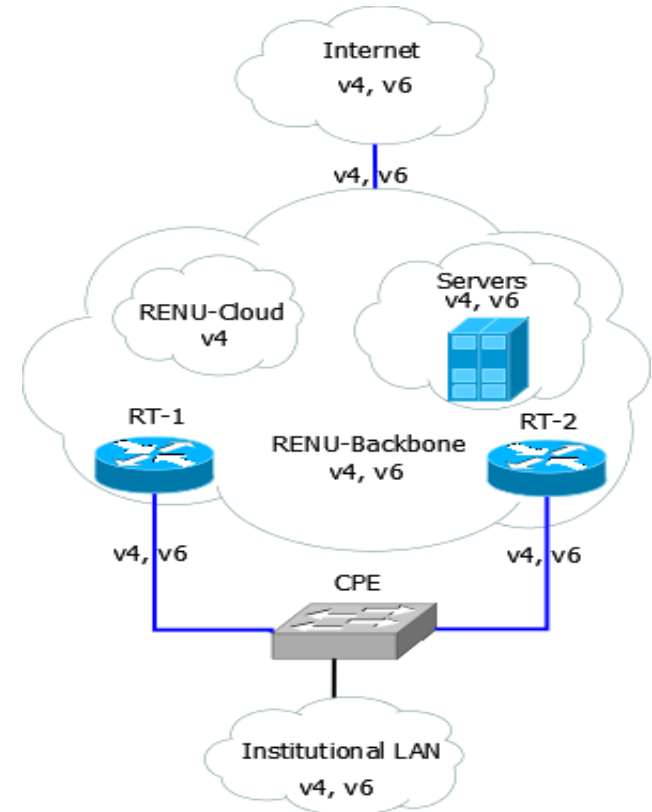 Internet
v4, v6
v4, v6
Servers
v4, v6
RENU-Cloud
v4
RT-1
RT-2
RENU-Backbone
v4, v6
v4, v6
v4, v6
CPE
Institutional LAN
v4, v6